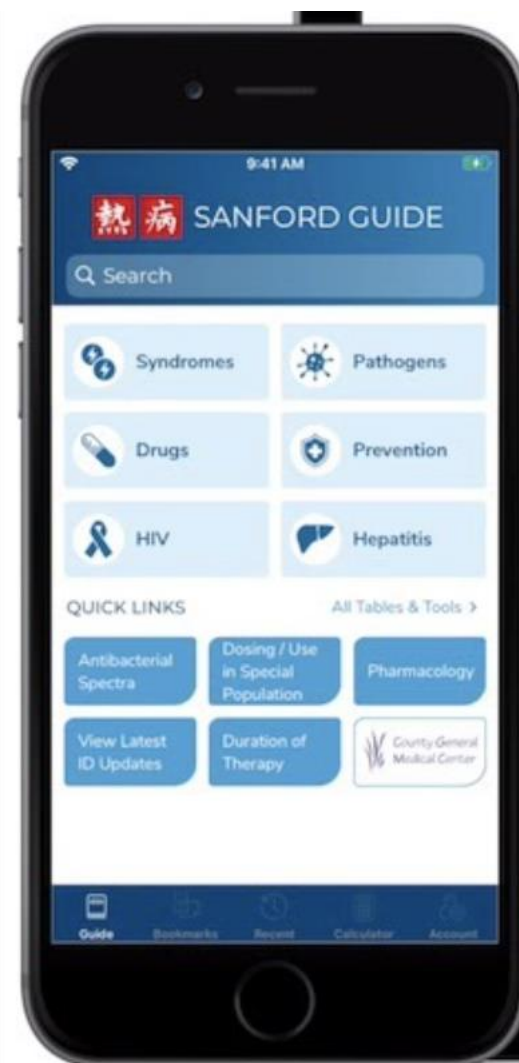 9:41 AM
熱 病 SANFORD GUIDE
Search
Syndromes
Pathogens
Drugs
Prevention
HIV
Hepatitis
QUICK LINKS
All Tables & Tools >
Antibacterial
Spectra
Dosing / Use
in Special
Population
Pharmacology
View Latest
ID Updates
Duration of
Therapy
County General
Medical Center
Guide
Bookmarks
Recent
Calculator
Account